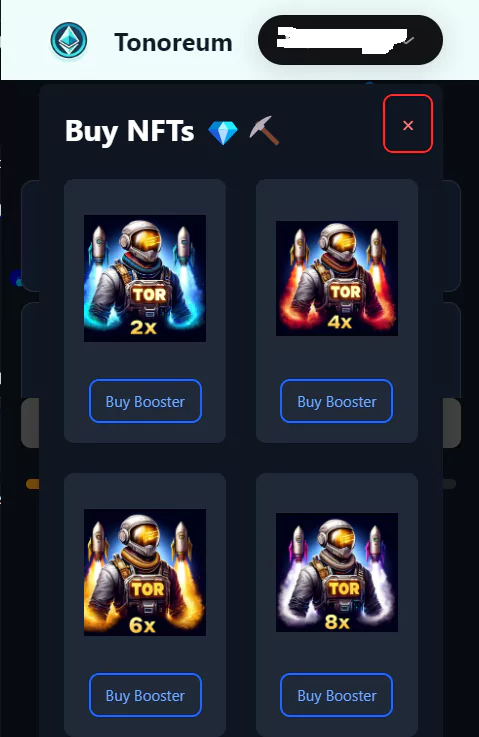 Tonoreum
Buy NFTs
×
TOR
2x
TOR
4x
Buy Booster
Buy Booster
TOR
6x
TOR
8x
Buy Booster
Buy Booster